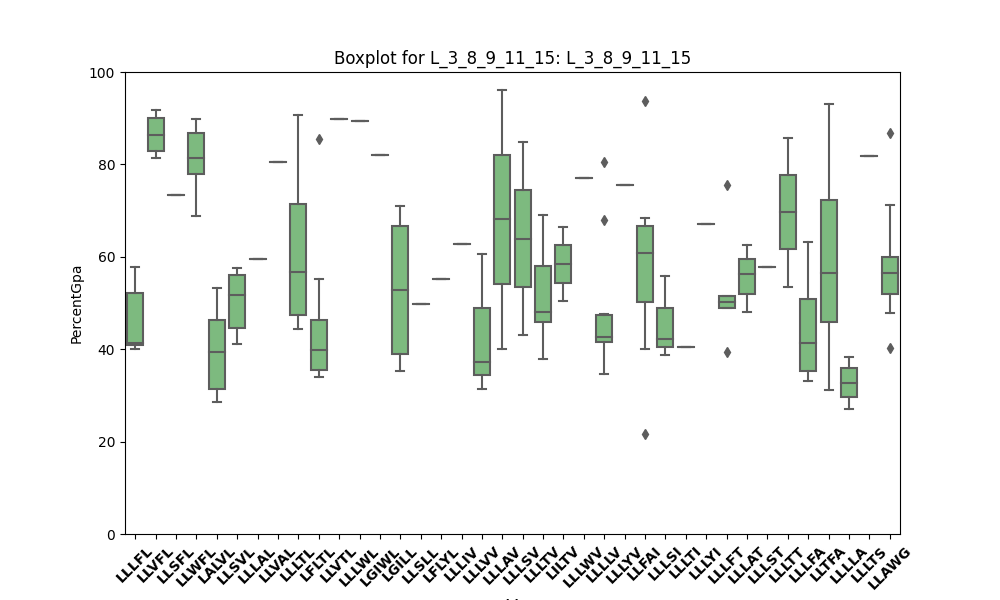 Boxplot for L_3_8_9_11_15: L_3_8_9_11_15
PercentGpa
100
80
60
40
20
0
LLLFL
LLVFL
LLSFL
LLWFL
LALVL
LLSVL
LLLAL
LLVAL
LLLTL
LFLTL
LLVTL
LLLWL
LGIWL
LGILL
LLSLL
LFLYL
LLLIV
LLLVV
LLLAV
LLLSV
LLLTV
LILTV
LLLWV
LLLLV
LLLYV
LLFAI
LLLSI
LLLTI
LLLYI
LLLFT
LLLAT
LLLST
LLLTT
LLLFA
LLTFA
LLLLA
LLLTS
LLAWG